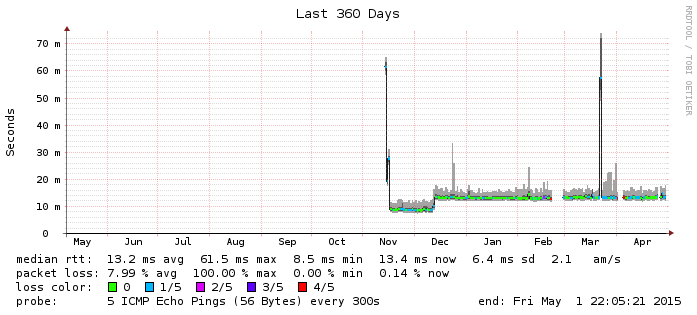 Last 360 Days
RRDTOOL / TOBI OETIKER
Seconds
70 m
60 m
50 m
40 m
30 m
20 m
10 m
0
May Jun Jul Aug Sep Oct Nov Dec Jan Feb Mar Apr
median rtt: 13.2 ms avg 61.5 ms max 8.5 ms min 13.4 ms now 6.4 ms sd 2.1 am/s
packet loss: 7.99 % avg 100.00 % max 0.00 % min 0.14 % now
loss color: 0 1/5 2/5 3/5 4/5
probe: 5 ICMP Echo Pings (56 Bytes) every 300s end: Fri May 1 22:05:21 2015